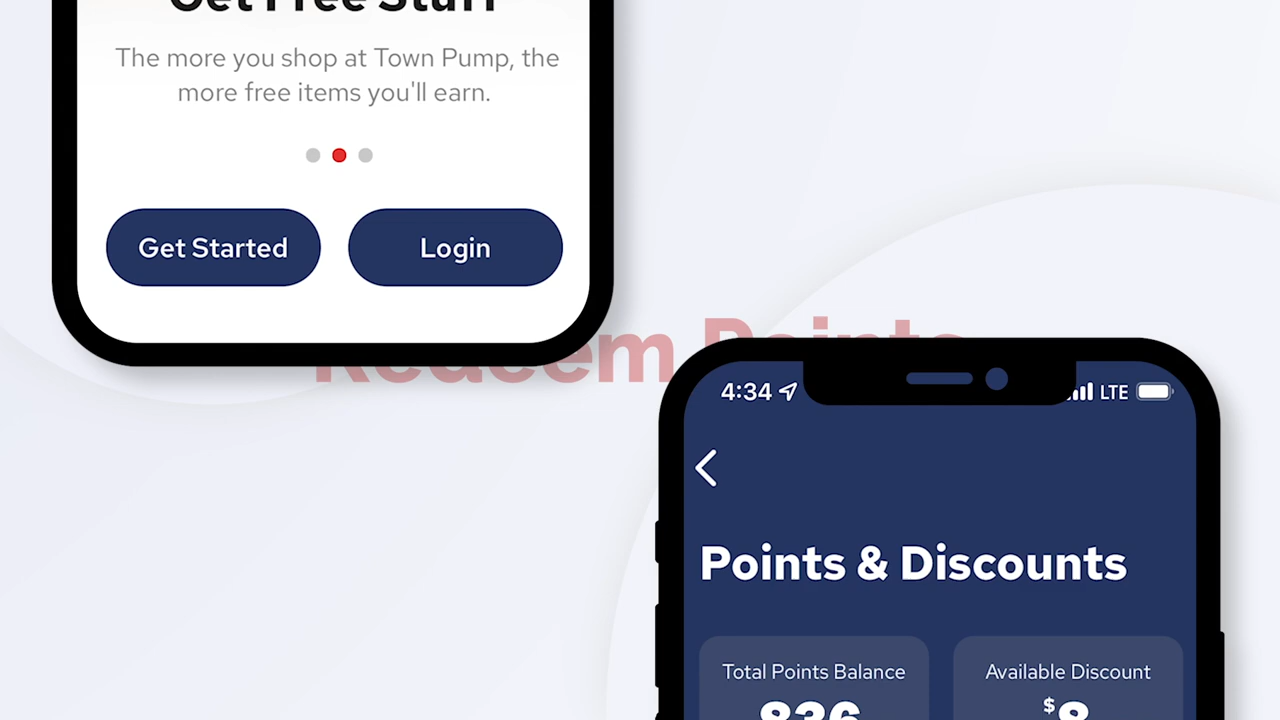 Get Free Stuff
The more you shop at Town Pump, the
more free items you'll earn.
Get Started
Login
Redeem Points
4:34
LTE
Points & Discounts
Total Points Balance
Available Discount
836
$8